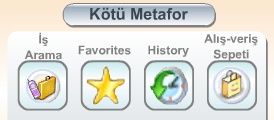 Kötü Metafor
İş
Arama
Favorites
History
Alış-veriş
Sepeti